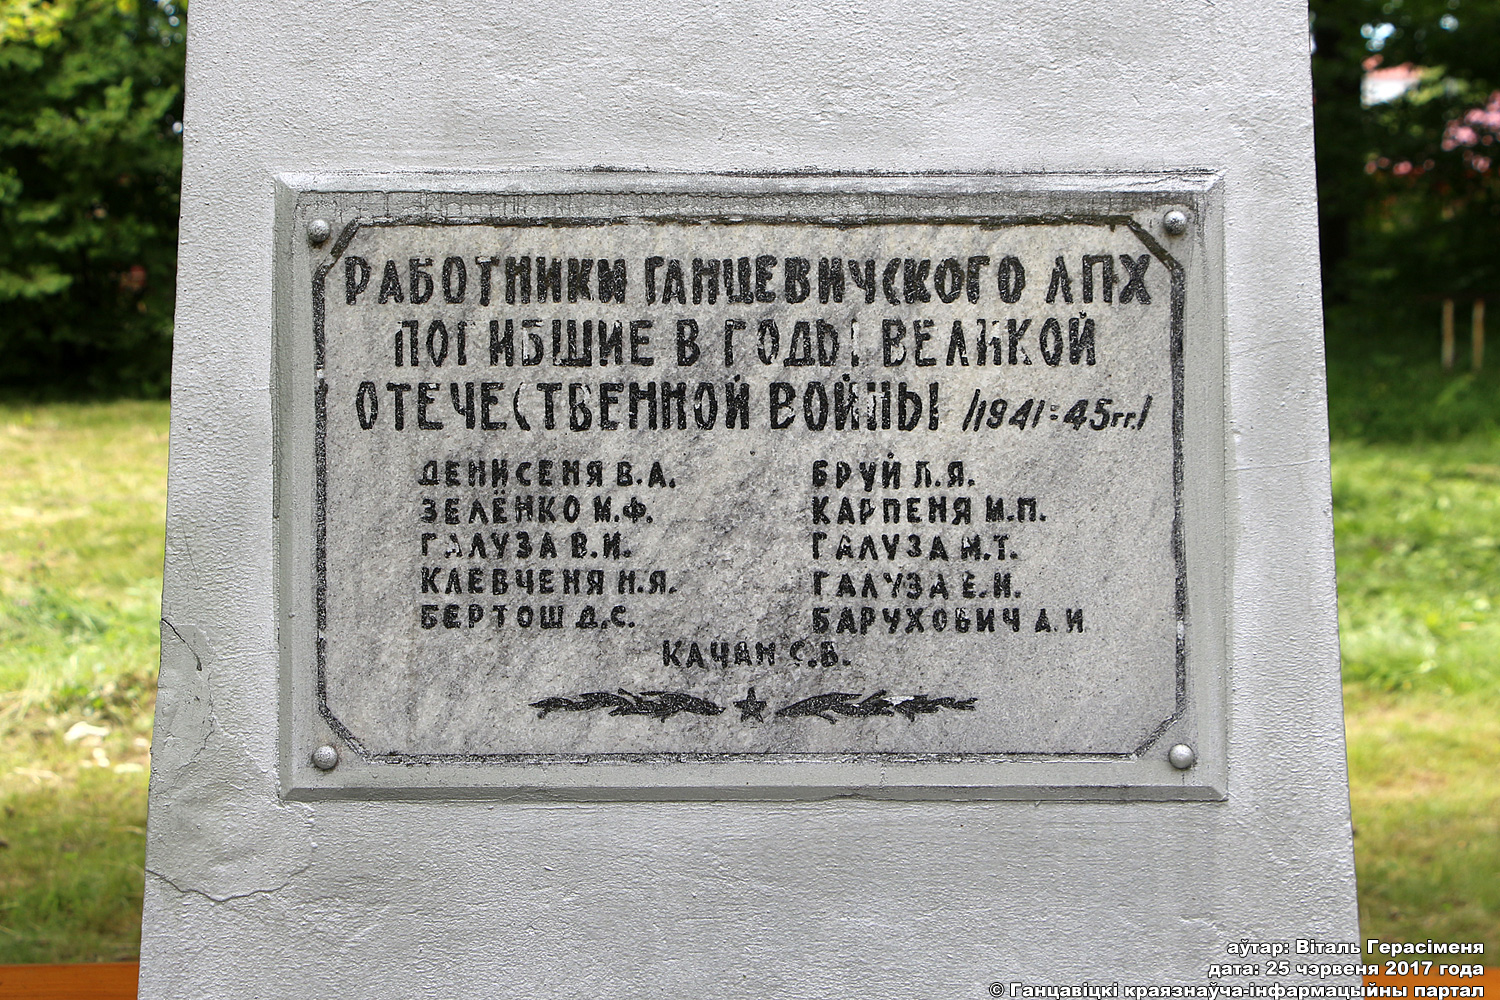 РАБОТНИКИ ГАНЦЕВИЧСКОГО ЛПХ
ПОГИБШИЕ В ГОДЫ ВЕЛИКОЙ
ОТЕЧЕСТВЕННОЙ ВОЙНЫ /1941-45гг./
ДЕНИСЕНЯ В.А.
ЗЕЛЁНКО М.Ф.
ГАЛУЗА В.И.
КЛЕВЧЕНЯ Н.Я.
БЕРТОШ Д.С.
БРУЙ Л.Я.
КАРПЕНЯ И.П.
ГАЛУЗА М.Т.
ГАЛУЗА Е.И.
БАРУХОВИЧ А.И
КАЧАН С.В.
аўтар: Віталь Герасіменя
дата: 25 чэрвеня 2017 года
© Ганцавіцкі краязнаўча-інфармацыйны партал